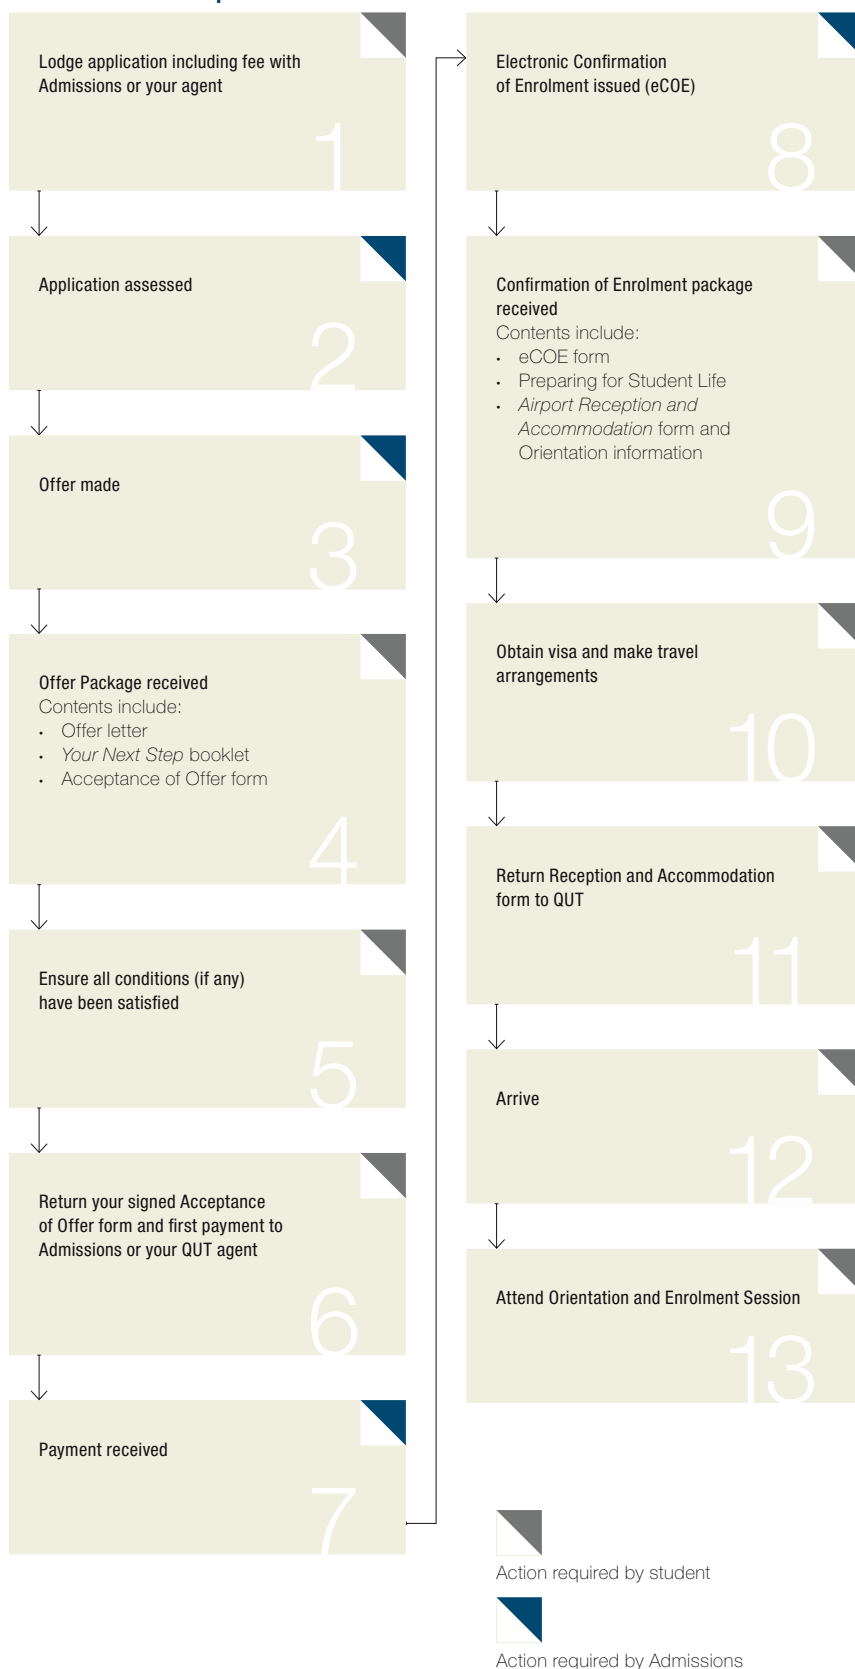 Lodge application including fee with
Admissions or your agent
1
Application assessed
2
Offer made
3
Offer Package received
Contents include:
• Offer letter
• Your Next Step booklet
• Acceptance of Offer form
4
Ensure all conditions (if any)
have been satisfied
5
Return your signed Acceptance
of Offer form and first payment to
Admissions or your QUT agent
6
Payment received
7
Electronic Confirmation
of Enrolment issued (eCOE)
8
Confirmation of Enrolment package
received
Contents include:
• eCOE form
• Preparing for Student Life
• Airport Reception and
Accommodation form and
Orientation information
9
Obtain visa and make travel
arrangements
10
Return Reception and Accommodation
form to QUT
11
Arrive
12
Attend Orientation and Enrolment Session
13
Action required by student
Action required by Admissions